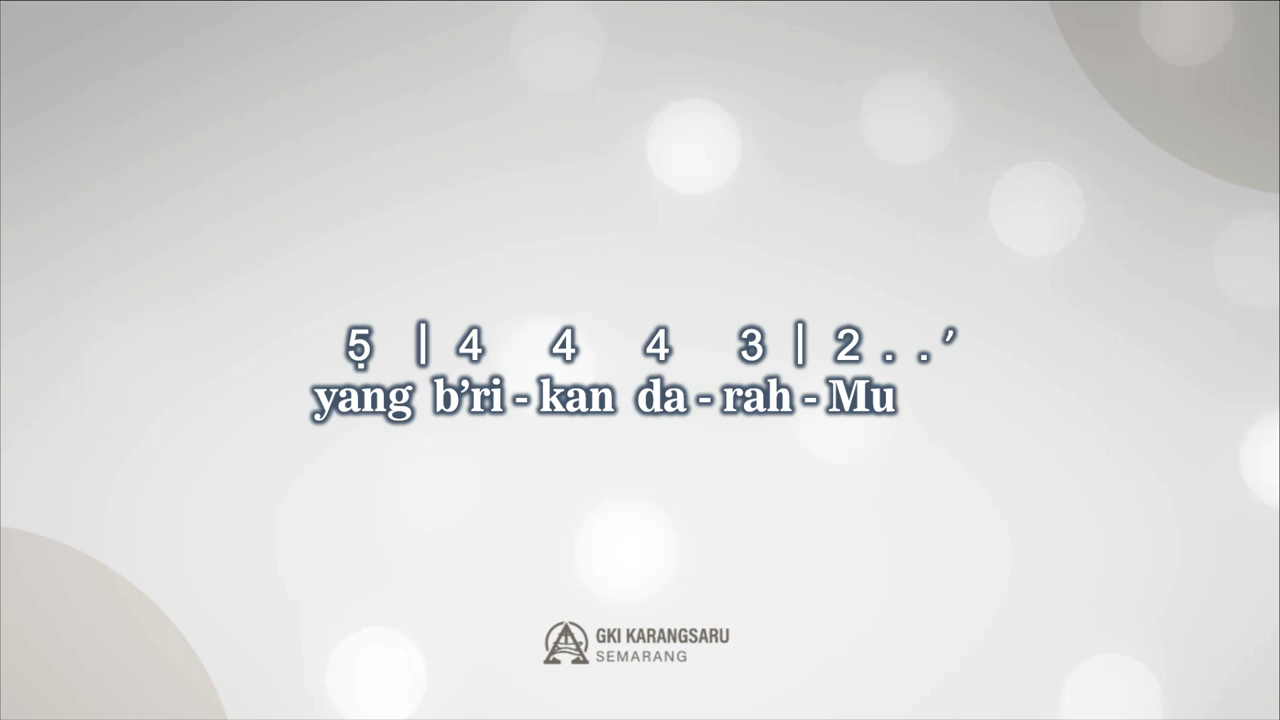 5̣ | 4 4 4 3 | 2 . . ’
yang b’ri - kan da - rah - Mu
GKI KARANGSARU
SEMARANG